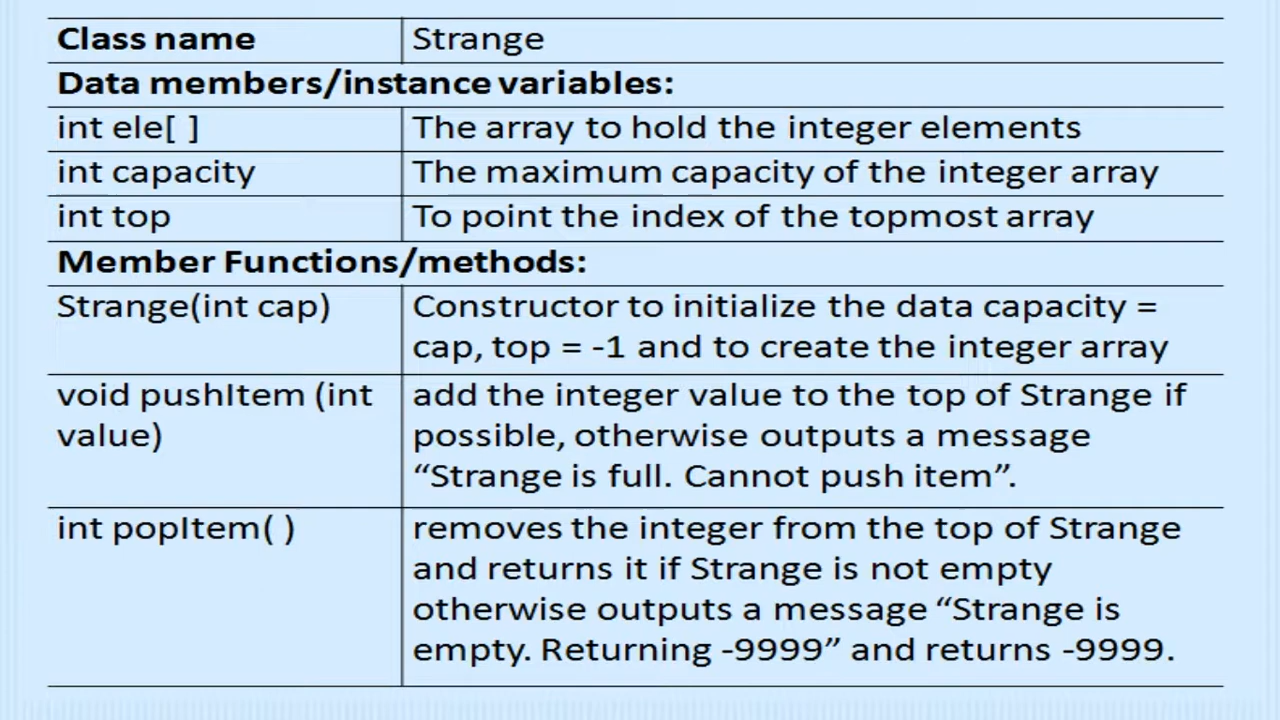 Class name Strange
Data members/instance variables:
int ele[ ] The array to hold the integer elements
int capacity The maximum capacity of the integer array
int top To point the index of the topmost array
Member Functions/methods:
Strange(int cap) Constructor to initialize the data capacity =
cap, top = -1 and to create the integer array
void pushItem (int add the integer value to the top of Strange if
value) possible, otherwise outputs a message
“Strange is full. Cannot push item”.
int popItem( ) removes the integer from the top of Strange
and returns it if Strange is not empty
otherwise outputs a message “Strange is
empty. Returning -9999” and returns -9999.